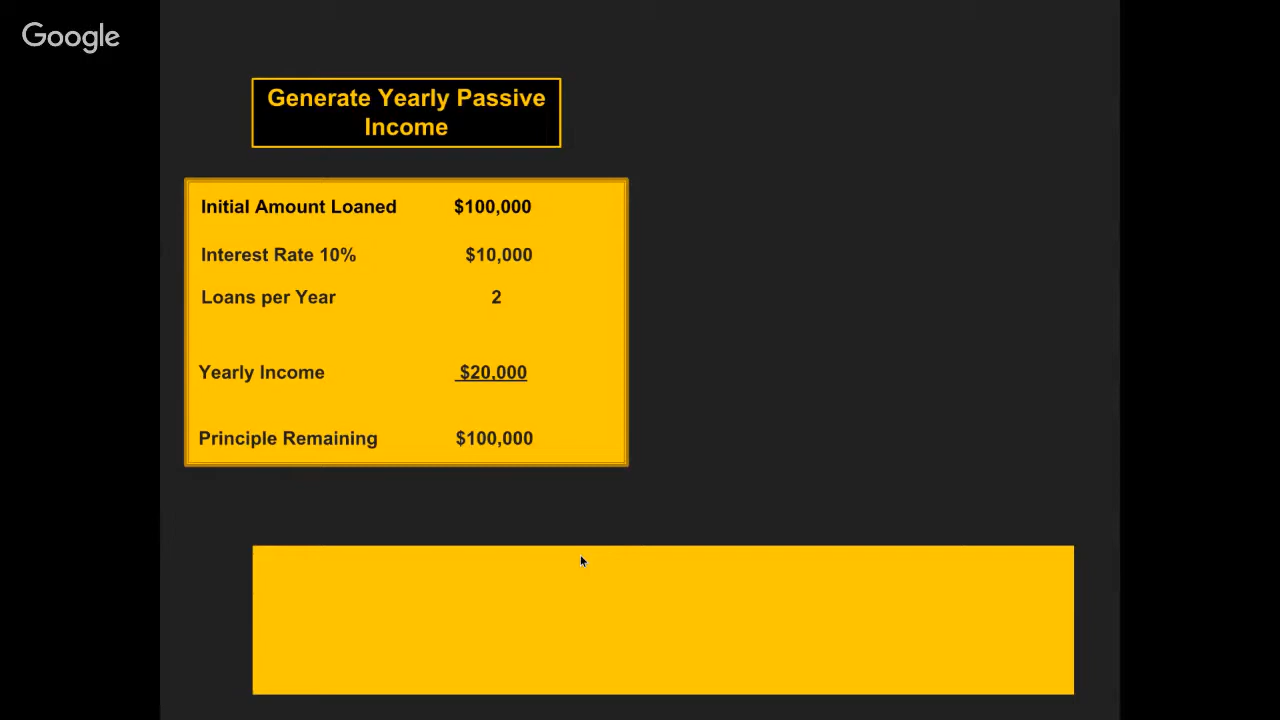 Google
Generate Yearly Passive
Income
Initial Amount Loaned $100,000
Interest Rate 10% $10,000
Loans per Year 2
Yearly Income $20,000
Principle Remaining $100,000